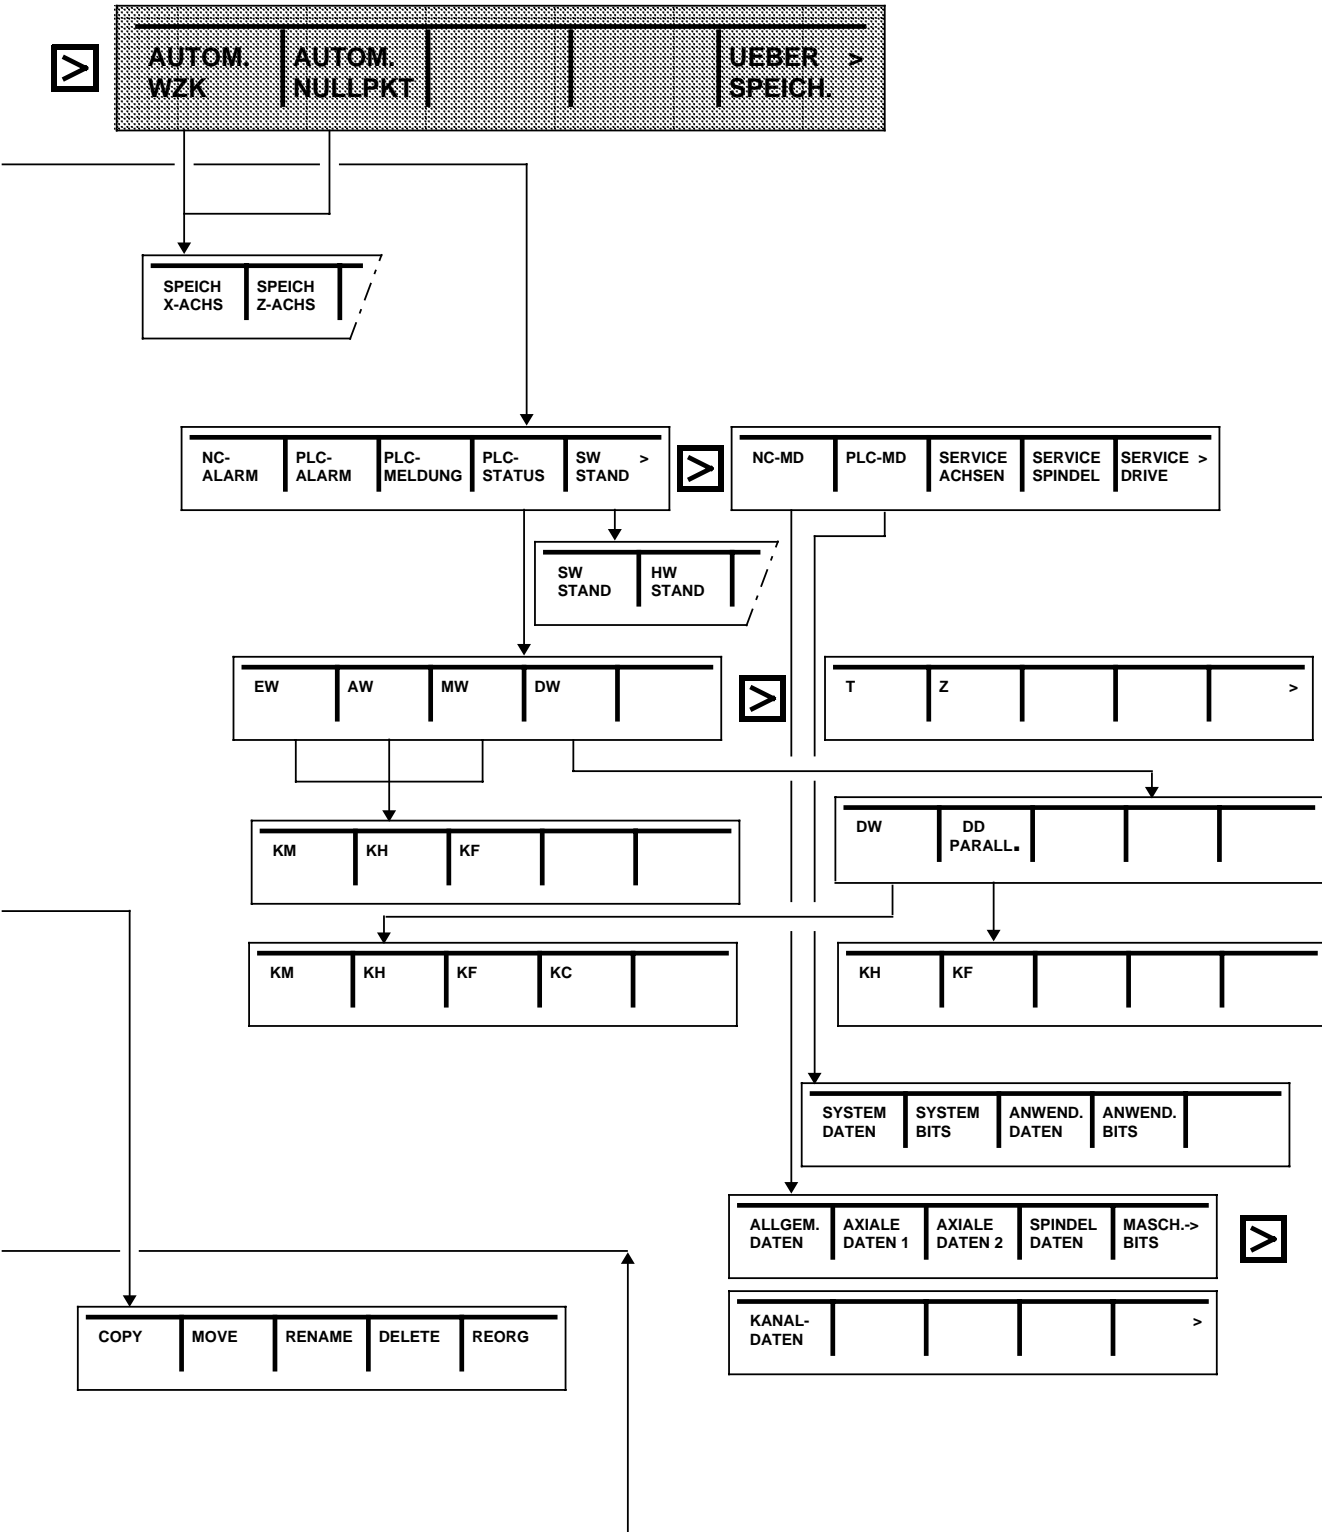 >
AUTOM. AUTOM. UEBER >
WZK NULLPKT SPEICH.
SPEICH SPEICH
X-ACHS Z-ACHS
NC- PLC- PLC- PLC- SW >
ALARM ALARM MELDUNG STATUS STAND
>
NC-MD PLC-MD SERVICE SERVICE SERVICE >
ACHSEN SPINDEL DRIVE
SW HW
STAND STAND
EW AW MW DW
>
T Z >
DW DD
PARALL.
KM KH KF
KM KH KF KC
KH KF
SYSTEM SYSTEM ANWEND. ANWEND.
DATEN BITS DATEN BITS
ALLGEM. AXIALE AXIALE SPINDEL MASCH.->
DATEN DATEN 1 DATEN 2 DATEN BITS
>
KANAL- >
DATEN
COPY MOVE RENAME DELETE REORG